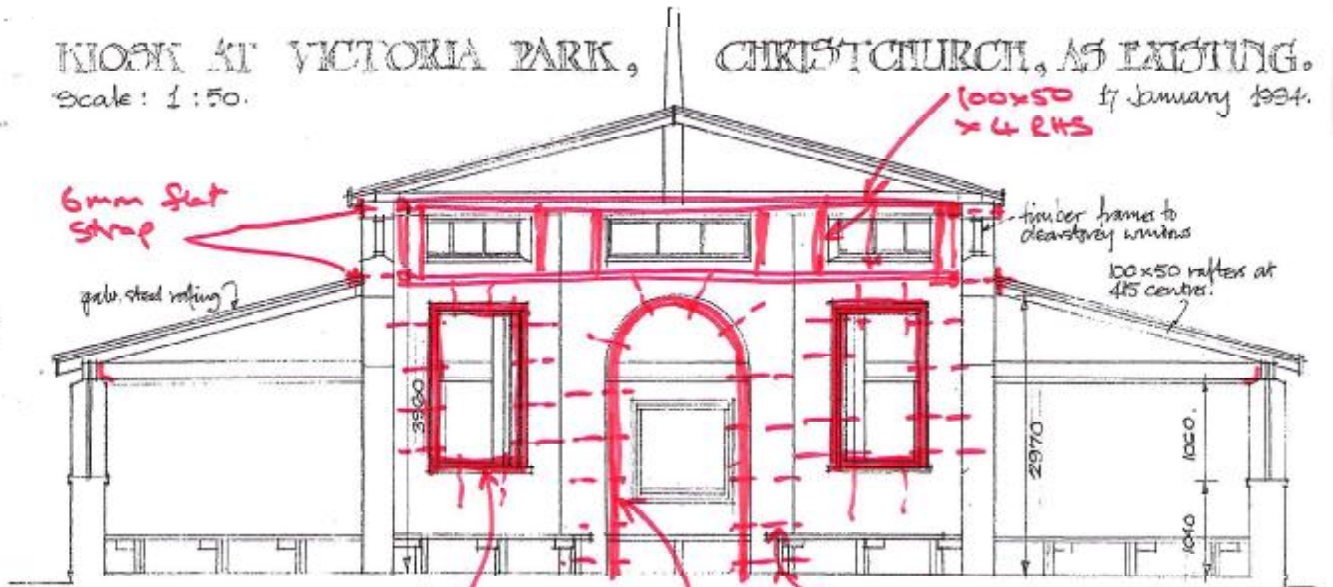 KIOSK AT VICTORIA PARK, CHRISTCHURCH, AS EXISTING.
Scale: 1:50.
17 January 1994.
100x50
x 4 RHS
6mm flat
strap
timber frames to
clearstorey windows
galv. steel roofing
100x50 rafters at
415 centres.
3960
2970
1020.
1040